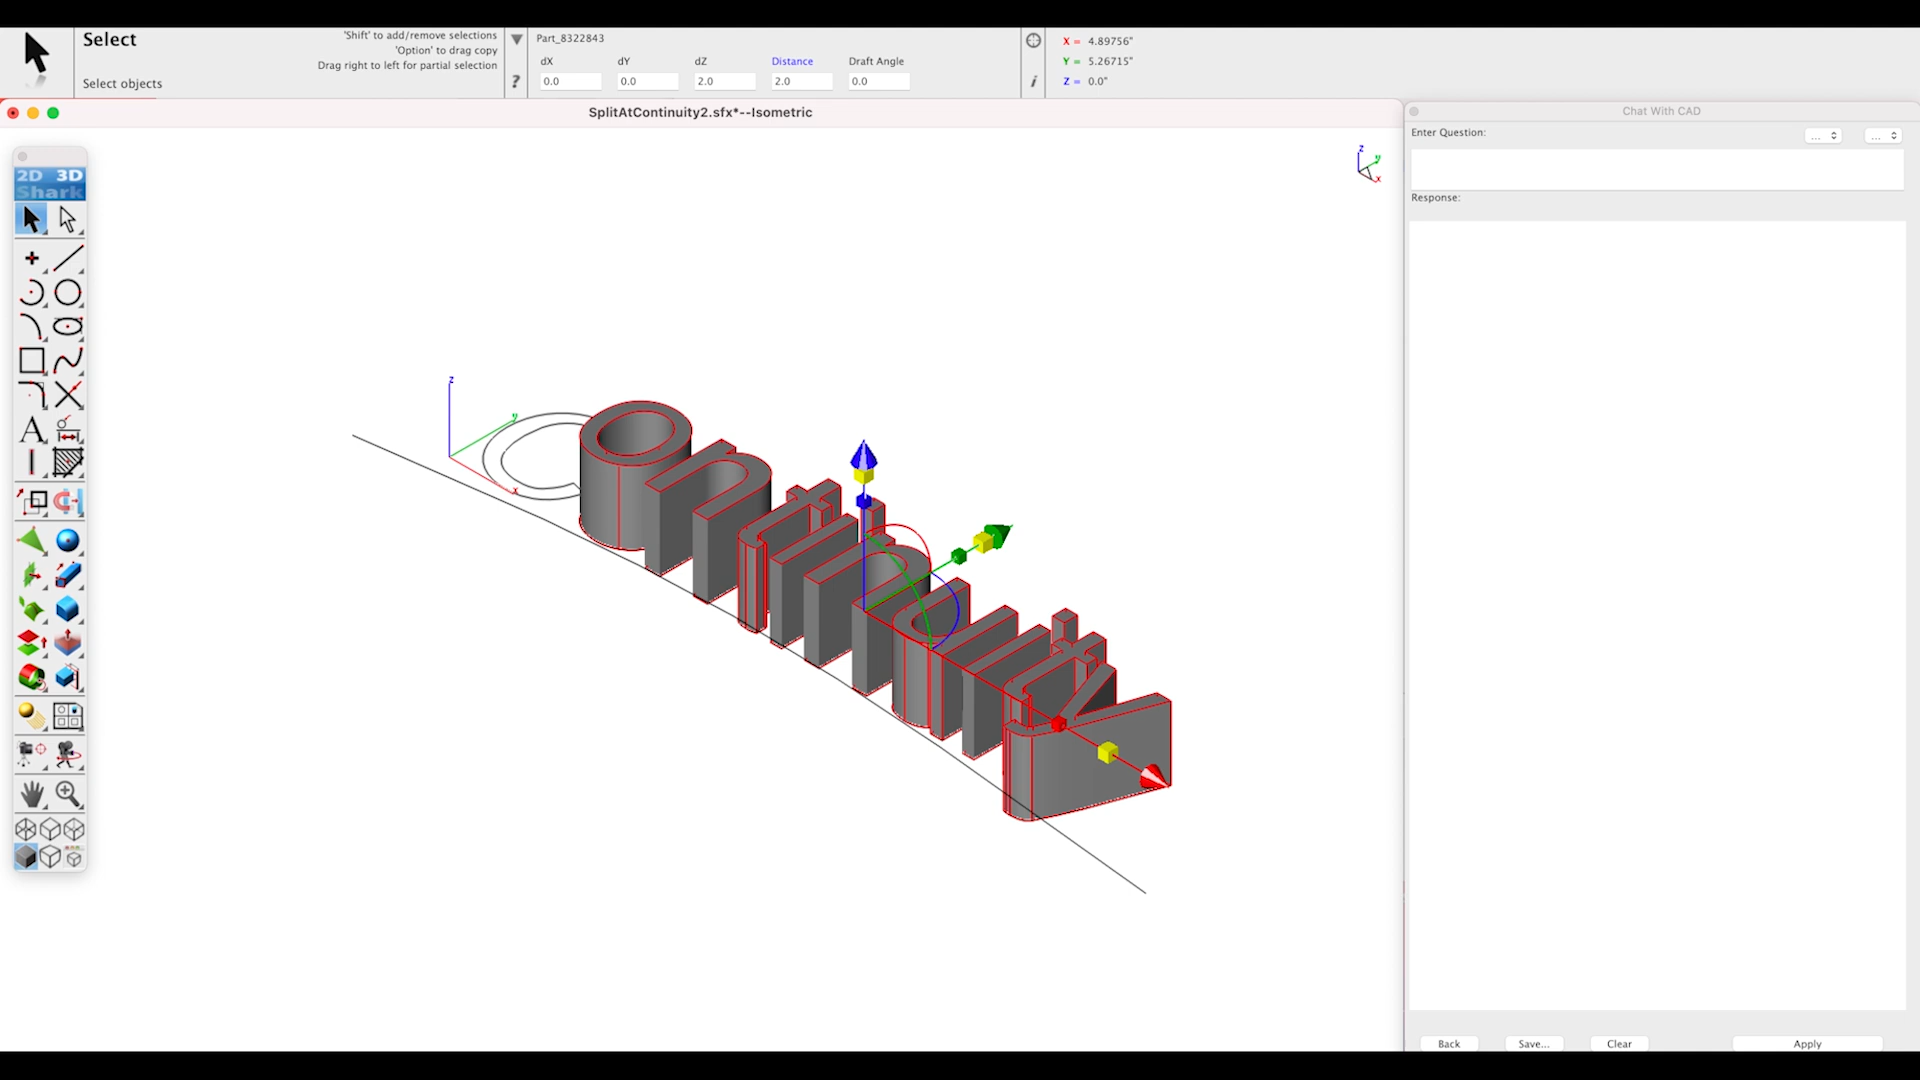 Select
Select objects
'Shift' to add/remove selections
'Option' to drag copy
Drag right to left for partial selection
?
Part_8322843
dX dY dZ Distance Draft Angle
0.0 0.0 2.0 2.0 0.0
i
X = 4.89756"
Y = 5.26715"
Z = 0.0"
SplitAtContinuity2.sfx*--Isometric
Chat With CAD
Enter Question:
... ...
Response:
2D 3D
Shark
A
z
y
x
z
y
x
Continuity
Back Save... Clear Apply